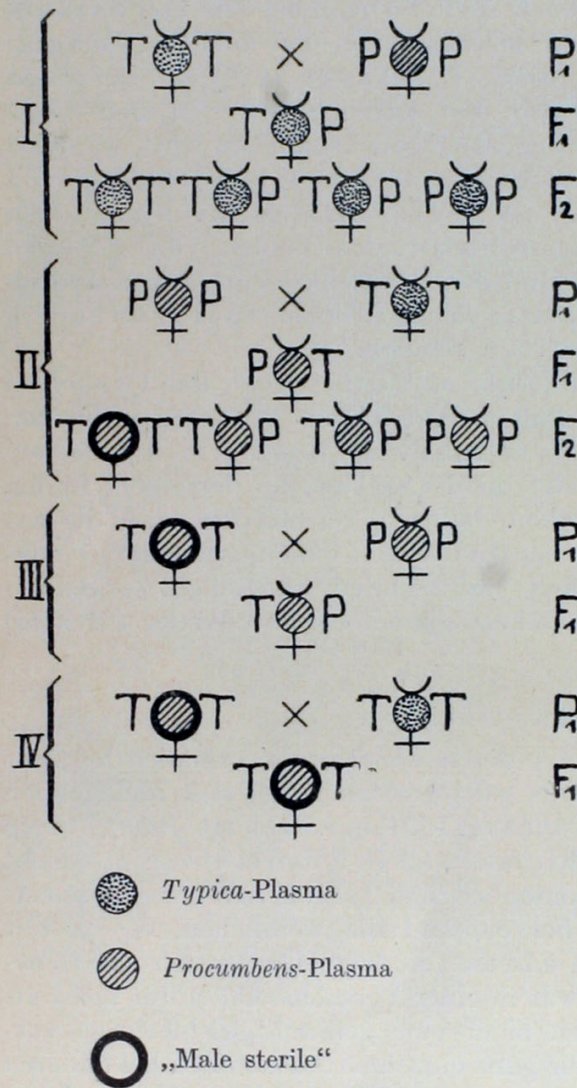 I
T T × P P P1
T P F1
T T T P T P P P F2
II
P P × T T P1
P T F1
T T T P T P P P F2
III
T T × P P P1
T P F1
IV
T T × T T P1
T T F1
Typica-Plasma
Procumbens-Plasma
„Male sterile“